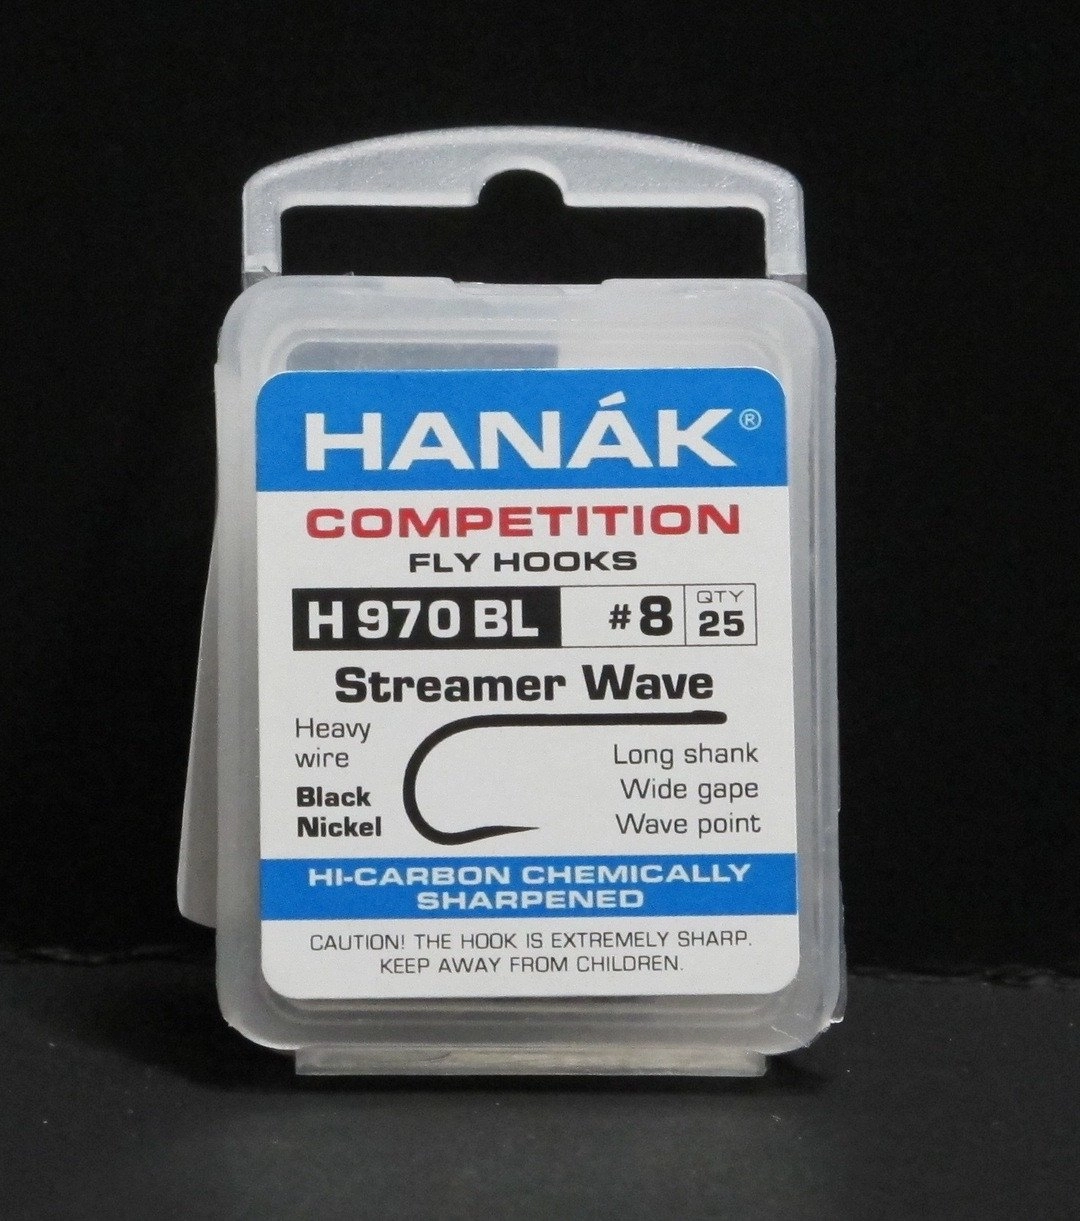 HANÁK®
COMPETITION
FLY HOOKS
H 970 BL #8 QTY 25
Streamer Wave
Heavy
wire
Black
Nickel
Long shank
Wide gape
Wave point
HI-CARBON CHEMICALLY
SHARPENED
CAUTION! THE HOOK IS EXTREMELY SHARP.
KEEP AWAY FROM CHILDREN.